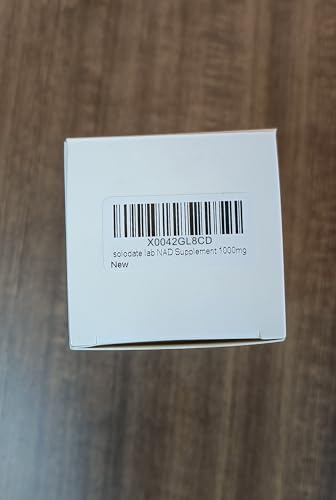 X0042GL8CD
solodate lab NAD Supplement 1000mg
New